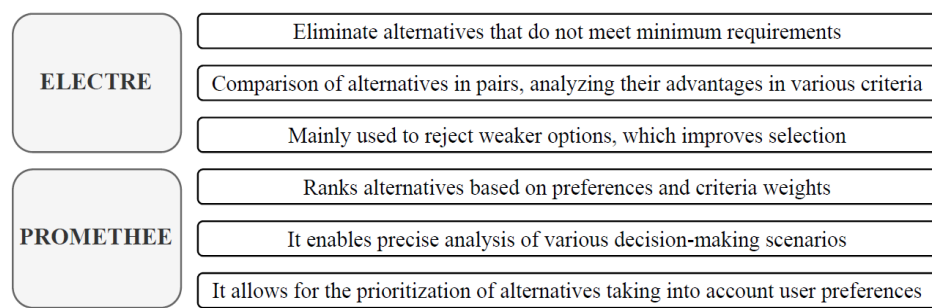 ELECTRE
Eliminate alternatives that do not meet minimum requirements
Comparison of alternatives in pairs, analyzing their advantages in various criteria
Mainly used to reject weaker options, which improves selection
PROMETHEE
Ranks alternatives based on preferences and criteria weights
It enables precise analysis of various decision-making scenarios
It allows for the prioritization of alternatives taking into account user preferences